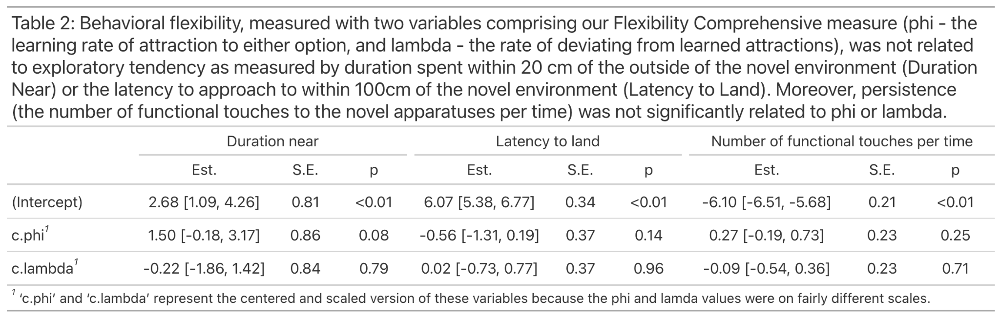 Table 2: Behavioral flexibility, measured with two variables comprising our Flexibility Comprehensive measure (phi - the
learning rate of attraction to either option, and lambda - the rate of deviating from learned attractions), was not related
to exploratory tendency as measured by duration spent within 20 cm of the outside of the novel environment (Duration
Near) or the latency to approach to within 100cm of the novel environment (Latency to Land). Moreover, persistence
(the number of functional touches to the novel apparatuses per time) was not significantly related to phi or lambda.
Duration near Latency to land Number of functional touches per time
Est. S.E. p Est. S.E. p Est. S.E. p
(Intercept) 2.68 [1.09, 4.26] 0.81 <0.01 6.07 [5.38, 6.77] 0.34 <0.01 -6.10 [-6.51, -5.68] 0.21 <0.01
c.phi¹ 1.50 [-0.18, 3.17] 0.86 0.08 -0.56 [-1.31, 0.19] 0.37 0.14 0.27 [-0.19, 0.73] 0.23 0.25
c.lambda¹ -0.22 [-1.86, 1.42] 0.84 0.79 0.02 [-0.73, 0.77] 0.37 0.96 -0.09 [-0.54, 0.36] 0.23 0.71
¹ ‘c.phi’ and ‘c.lambda’ represent the centered and scaled version of these variables because the phi and lamda values were on fairly different scales.